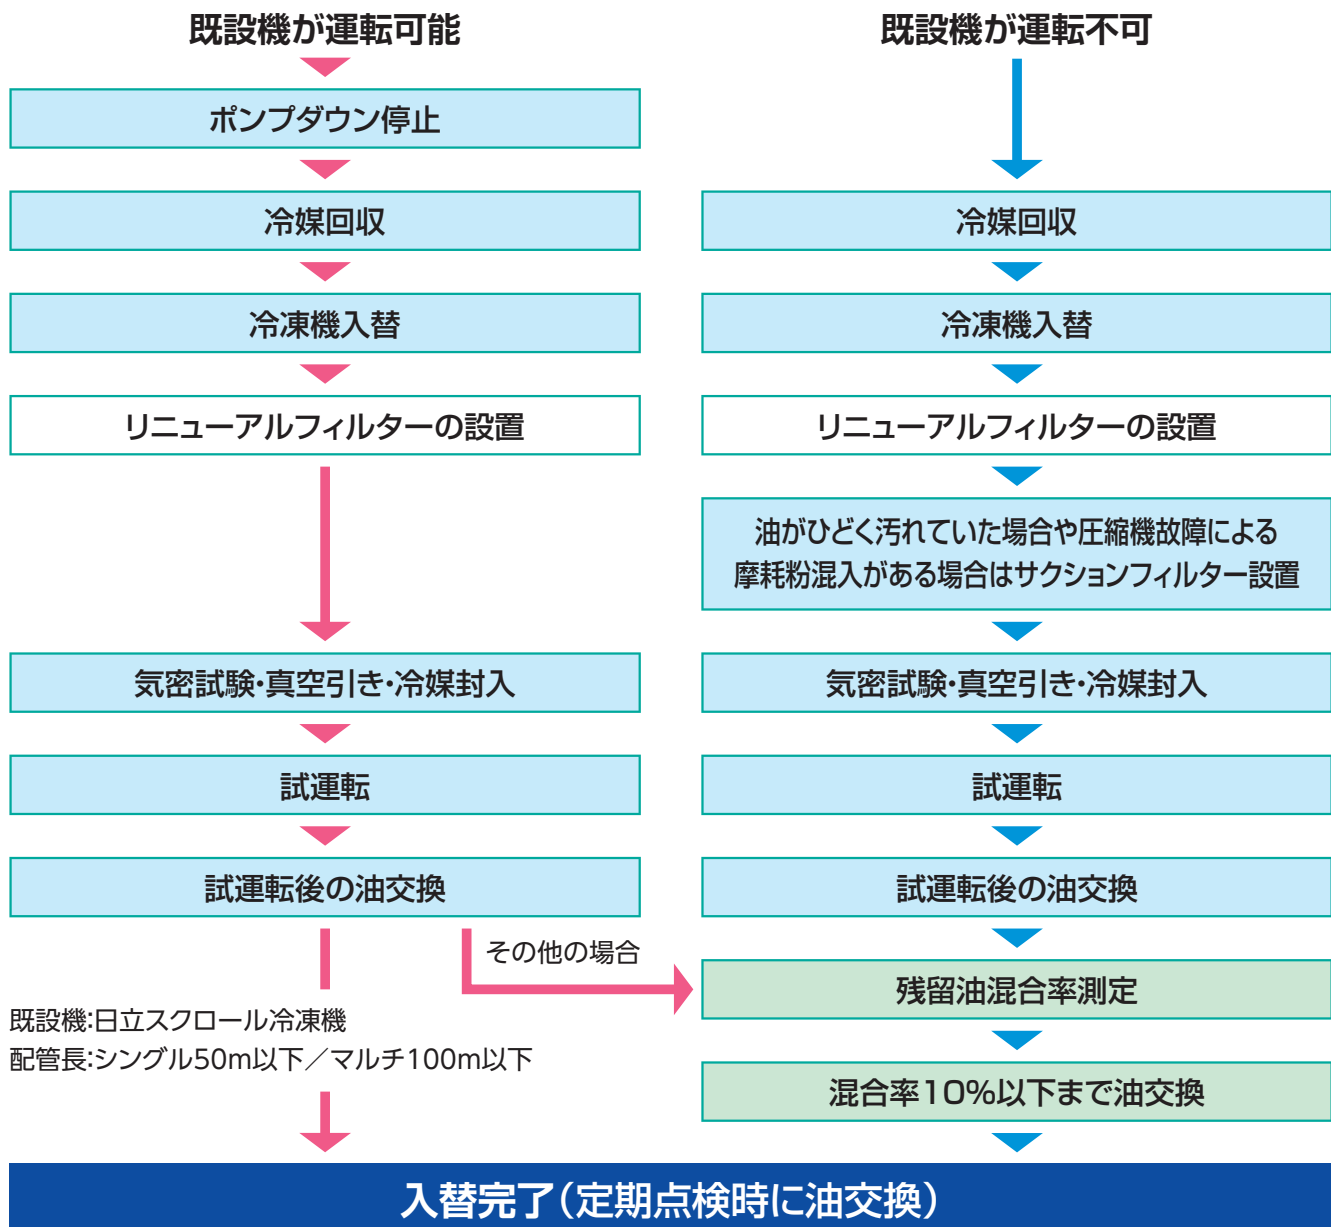 既設機が運転可能
ポンプダウン停止
冷媒回収
冷凍機入替
リニューアルフィルターの設置
気密試験・真空引き・冷媒封入
試運転
試運転後の油交換
その他の場合
既設機:日立スクロール冷凍機
配管長:シングル50m以下／マルチ100m以下
既設機が運転不可
冷媒回収
冷凍機入替
リニューアルフィルターの設置
油がひどく汚れていた場合や圧縮機故障による
摩耗粉混入がある場合はサクションフィルター設置
気密試験・真空引き・冷媒封入
試運転
試運転後の油交換
残留油混合率測定
混合率10%以下まで油交換
入替完了(定期点検時に油交換)